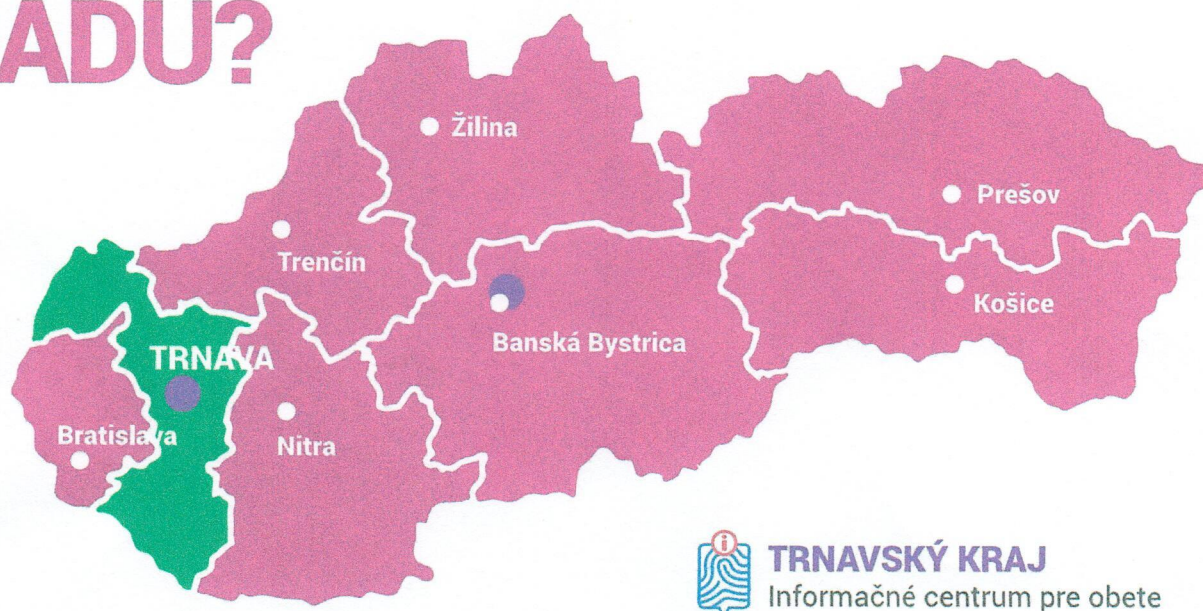 ADU?
Žilina
Prešov
Trenčín
Košice
Banská Bystrica
TRNAVA
Bratislava
Nitra
TRNAVSKÝ KRAJ
Informačné centrum pre obete